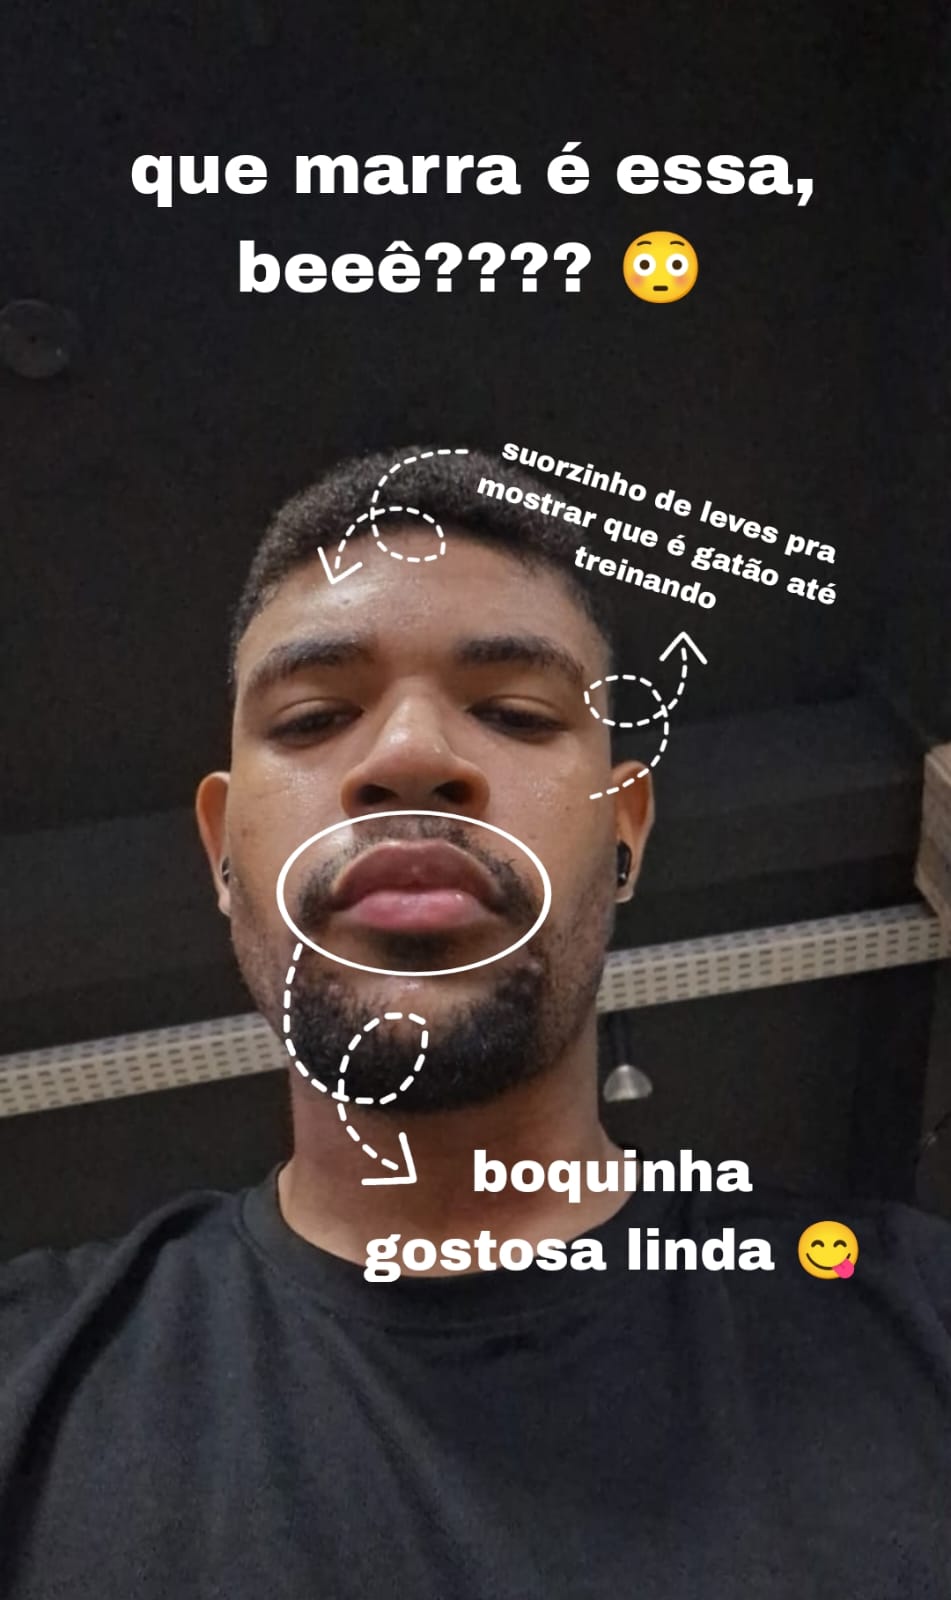 que marra é essa,
beeê???? 😳
suorzinho de leves pra
mostrar que é gatão até
treinando
boquinha
gostosa linda 😋